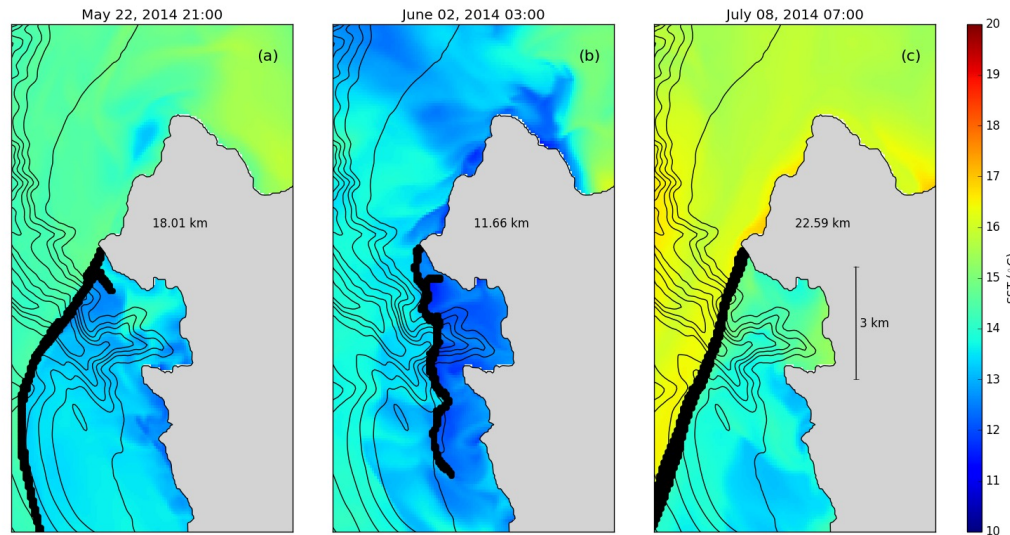 May 22, 2014 21:00
June 02, 2014 03:00
July 08, 2014 07:00
(a)
(b)
(c)
18.01 km
11.66 km
22.59 km
3 km
20
19
18
17
16
15
14
13
12
11
10